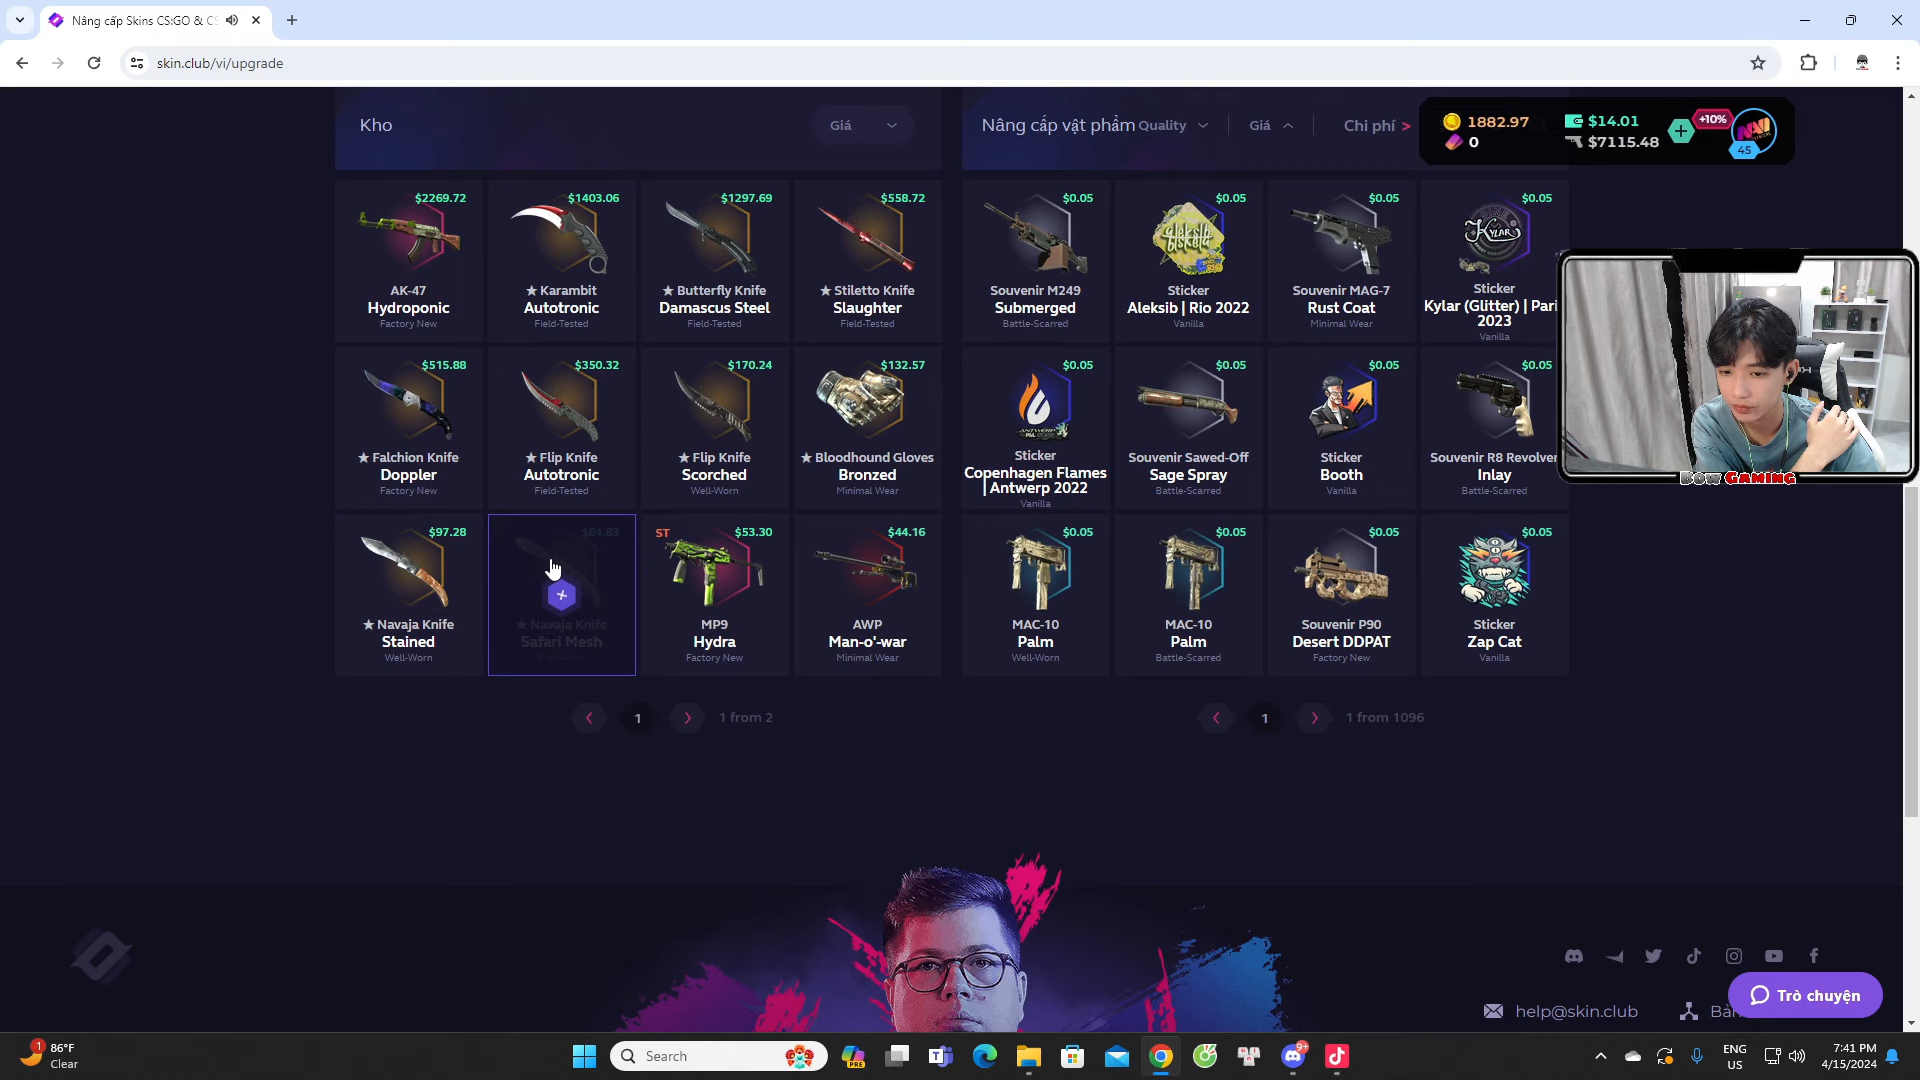 Nâng cấp Skins CS:GO & CS
skin.club/vi/upgrade
Kho
Giá
Nâng cấp vật phẩm
Quality
Giá
Chi phí
1882.97
0
$14.01
$7115.48
+10%
45
$2269.72
AK-47
Hydroponic
Factory New
$1403.06
★ Karambit
Autotronic
Field-Tested
$1297.69
★ Butterfly Knife
Damascus Steel
Field-Tested
$558.72
★ Stiletto Knife
Slaughter
Field-Tested
$0.05
Souvenir M249
Submerged
Battle-Scarred
$0.05
Sticker
Aleksib | Rio 2022
Vanilla
$0.05
Souvenir MAG-7
Rust Coat
Minimal Wear
$0.05
Sticker
Kylar (Glitter) | Pari
2023
Vanilla
$515.88
★ Falchion Knife
Doppler
Factory New
$350.32
★ Flip Knife
Autotronic
Field-Tested
$170.24
★ Flip Knife
Scorched
Well-Worn
$132.57
★ Bloodhound Gloves
Bronzed
Minimal Wear
$0.05
Sticker
Copenhagen Flames
| Antwerp 2022
Vanilla
$0.05
Souvenir Sawed-Off
Sage Spray
Battle-Scarred
$0.05
Sticker
Booth
Vanilla
$0.05
Souvenir R8 Revolver
Inlay
Battle-Scarred
BOW GAMING
$97.28
★ Navaja Knife
Stained
Well-Worn
$84.83
★ Navaja Knife
Safari Mesh
ST
$53.30
MP9
Hydra
Factory New
$44.16
AWP
Man-o'-war
Minimal Wear
$0.05
MAC-10
Palm
Well-Worn
$0.05
MAC-10
Palm
Battle-Scarred
$0.05
Souvenir P90
Desert DDPAT
Factory New
$0.05
Sticker
Zap Cat
Vanilla
1
1 from 2
1
1 from 1096
help@skin.club
Trò chuyện
1
86°F
Clear
Search
PRE
9+
ENG
US
7:41 PM
4/15/2024